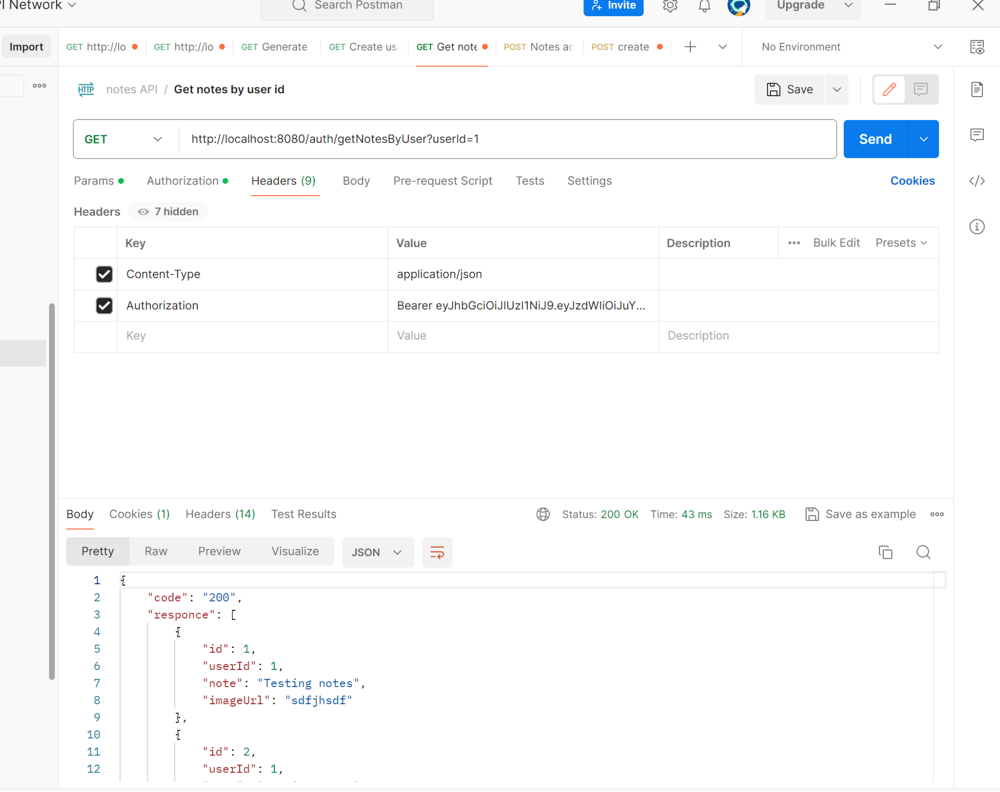 PI Network
Search Postman
Invite
Upgrade
Import
GET http://lo
GET http://lo
GET Generate
GET Create us
GET Get note
POST Notes ac
POST create
No Environment
HTTP
notes API / Get notes by user id
Save
GET
http://localhost:8080/auth/getNotesByUser?userId=1
Send
Params
Authorization
Headers (9)
Body
Pre-request Script
Tests
Settings
Cookies
Headers
7 hidden
Key Value Description Bulk Edit Presets
Content-Type application/json
Authorization Bearer eyJhbGciOiJIUzI1NiJ9.eyJzdWIiOiJuY...
Key Value Description
Body
Cookies (1)
Headers (14)
Test Results
Status: 200 OK Time: 43 ms Size: 1.16 KB
Save as example
Pretty Raw Preview Visualize
JSON
1 {
2 "code": "200",
3 "responce": [
4 {
5 "id": 1,
6 "userId": 1,
7 "note": "Testing notes",
8 "imageUrl": "sdfjhsdf"
9 },
10 {
11 "id": 2,
12 "userId": 1,